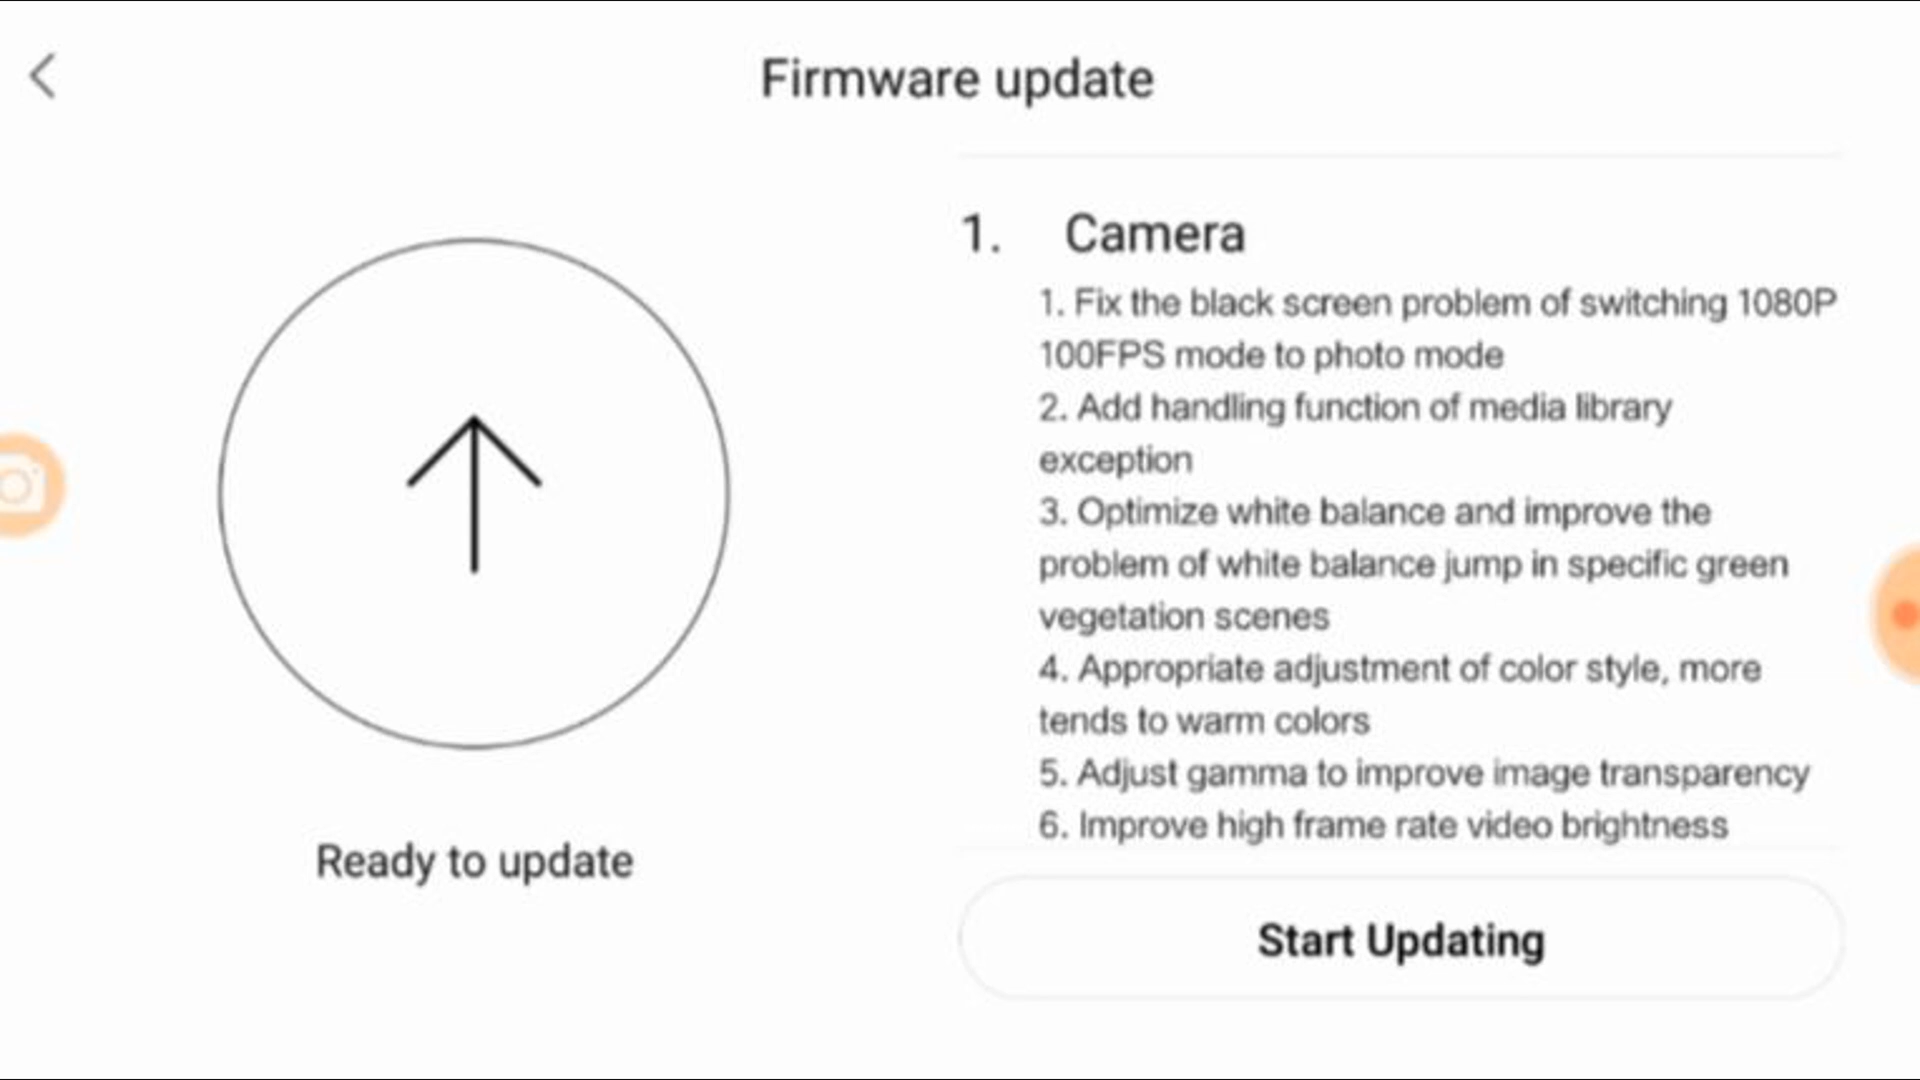 Firmware update
1. Camera
1. Fix the black screen problem of switching 1080P
100FPS mode to photo mode
2. Add handling function of media library
exception
3. Optimize white balance and improve the
problem of white balance jump in specific green
vegetation scenes
4. Appropriate adjustment of color style, more
tends to warm colors
5. Adjust gamma to improve image transparency
6. Improve high frame rate video brightness
Ready to update
Start Updating